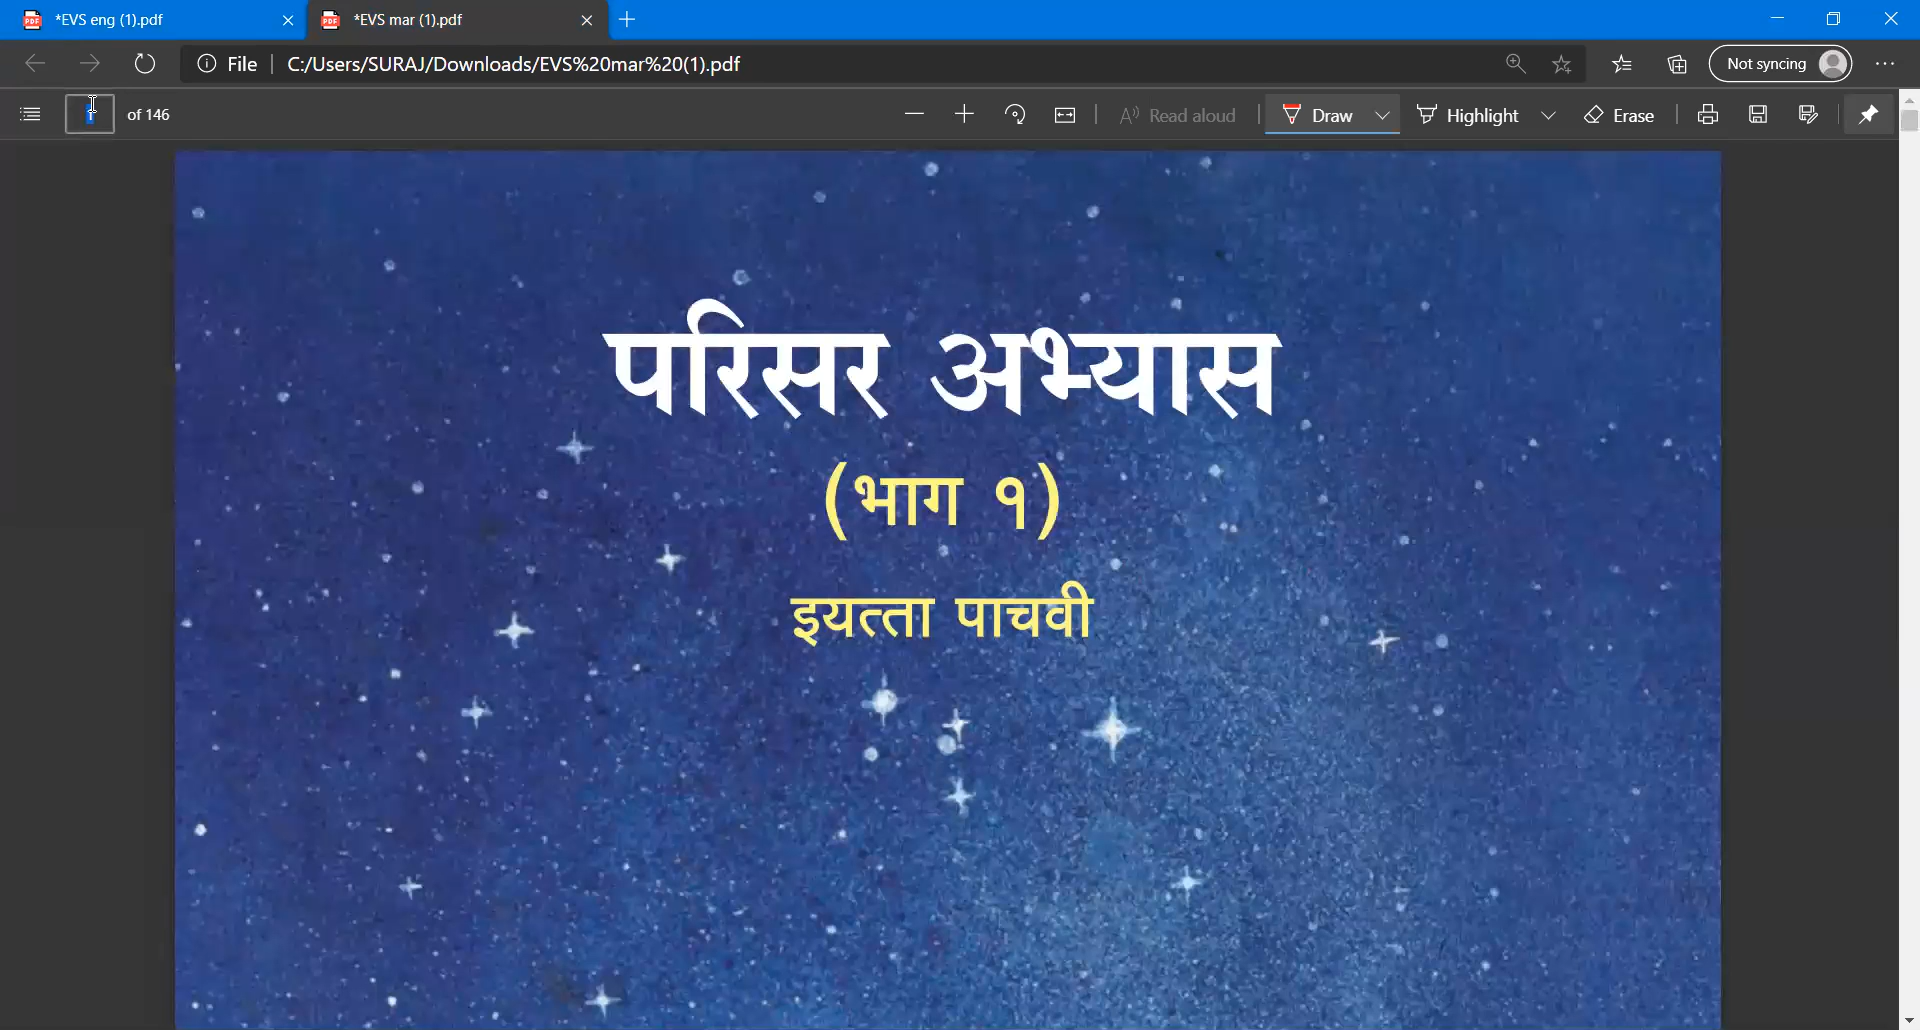 *EVS eng (1).pdf
*EVS mar (1).pdf
File
C:/Users/SURAJ/Downloads/EVS%20mar%20(1).pdf
Not syncing
1 of 146
Read aloud
Draw
Highlight
Erase
परिसर अभ्यास
(भाग १)
इयत्ता पाचवी